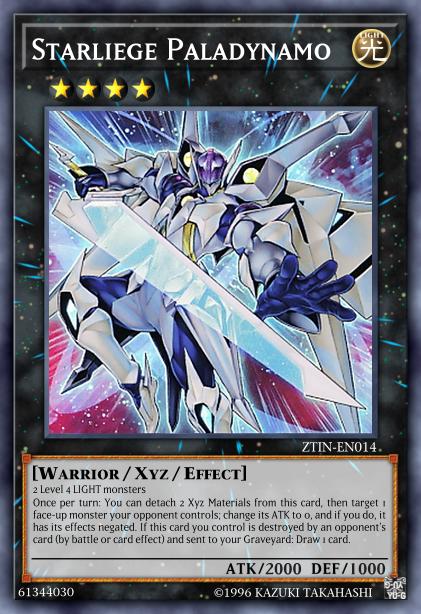 STARLIEGE PALADYNAMO
LIGHT
光
ZTIN-EN014
[WARRIOR / XYZ / EFFECT]
2 Level 4 LIGHT monsters
Once per turn: You can detach 2 Xyz Materials from this card, then target 1
face-up monster your opponent controls; change its ATK to 0, and if you do, it
has its effects negated. If this card you control is destroyed by an opponent's
card (by battle or card effect) and sent to your Graveyard: Draw 1 card.
ATK/2000 DEF/1000
61344030
©1996 KAZUKI TAKAHASHI